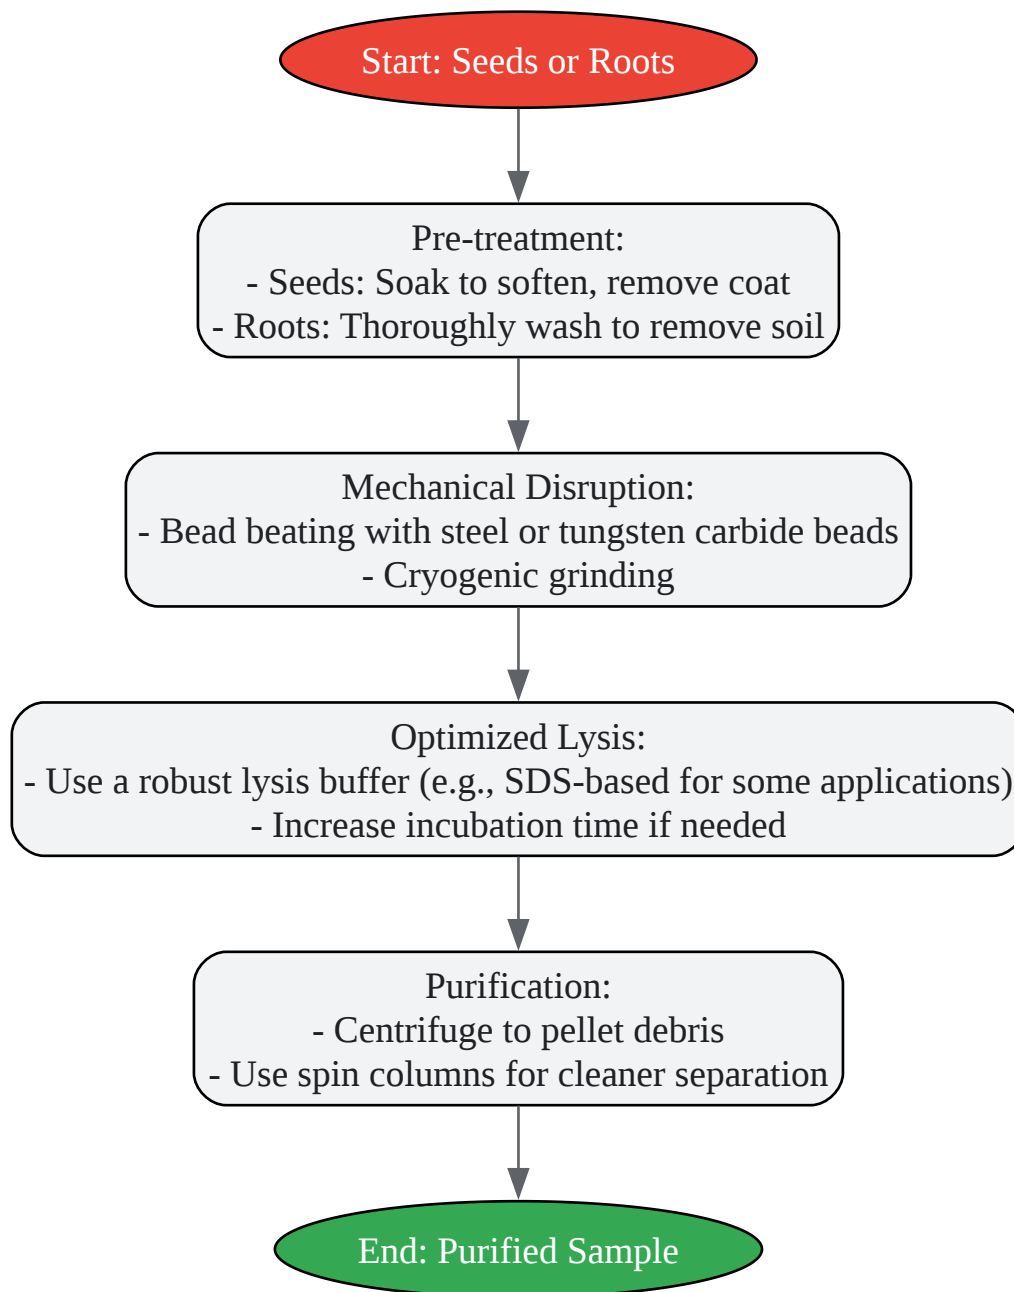 Start: Seeds or Roots
Pre-treatment:
- Seeds: Soak to soften, remove coat
- Roots: Thoroughly wash to remove soil
Mechanical Disruption:
- Bead beating with steel or tungsten carbide beads
- Cryogenic grinding
Optimized Lysis:
- Use a robust lysis buffer (e.g., SDS-based for some applications)
- Increase incubation time if needed
Purification:
- Centrifuge to pellet debris
- Use spin columns for cleaner separation
End: Purified Sample